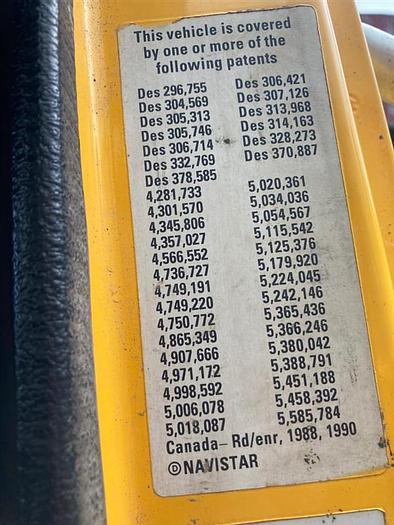 This vehicle is covered
by one or more of the
following patents
Des 296,755
Des 304,569
Des 305,313
Des 305,746
Des 306,714
Des 332,769
Des 378,585
4,281,733
4,301,570
4,345,806
4,357,027
4,566,552
4,736,727
4,749,191
4,749,220
4,750,772
4,865,349
4,907,666
4,971,172
4,998,592
5,006,078
5,018,087
Des 306,421
Des 307,126
Des 313,968
Des 314,163
Des 328,273
Des 370,887
5,020,361
5,034,036
5,054,567
5,115,542
5,125,376
5,179,920
5,224,045
5,242,146
5,365,436
5,366,246
5,380,042
5,388,791
5,451,188
5,458,392
5,585,784
Canada– Rd/enr, 1988, 1990
NAVISTAR